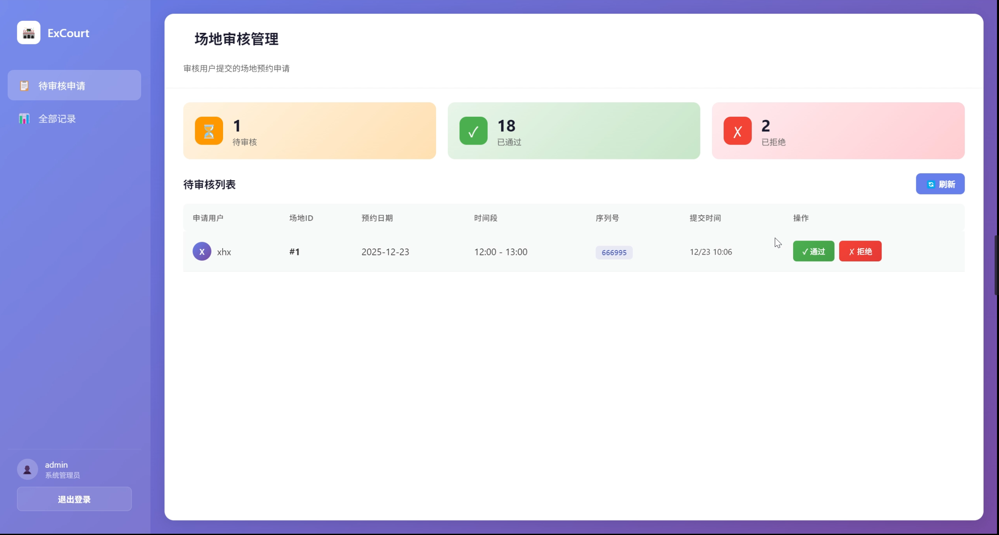 ExCourt
待审核申请
全部记录
admin
系统管理员
退出登录
场地审核管理
审核用户提交的场地预约申请
1
待审核
✓
18
已通过
✗
2
已拒绝
待审核列表
刷新
申请用户 场地ID 预约日期 时间段 序列号 提交时间 操作
X xhx #1 2025-12-23 12:00 - 13:00 666995 12/23 10:06 ✓ 通过 ✗ 拒绝